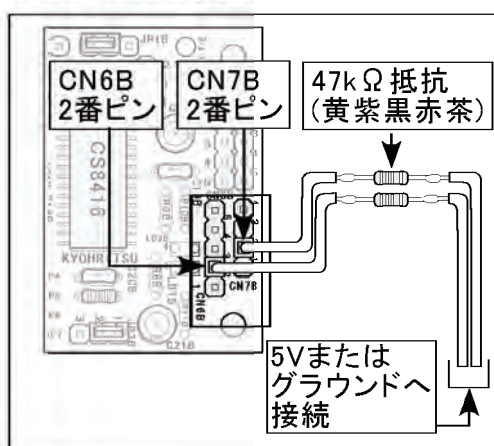 CN6B
2番ピン
CN7B
2番ピン
47kΩ抵抗
(黄紫黒赤茶)
JP1B
CS8416
KYOHRITSU
CN7B
CN6B
C21B
5Vまたは
グラウンドへ
接続